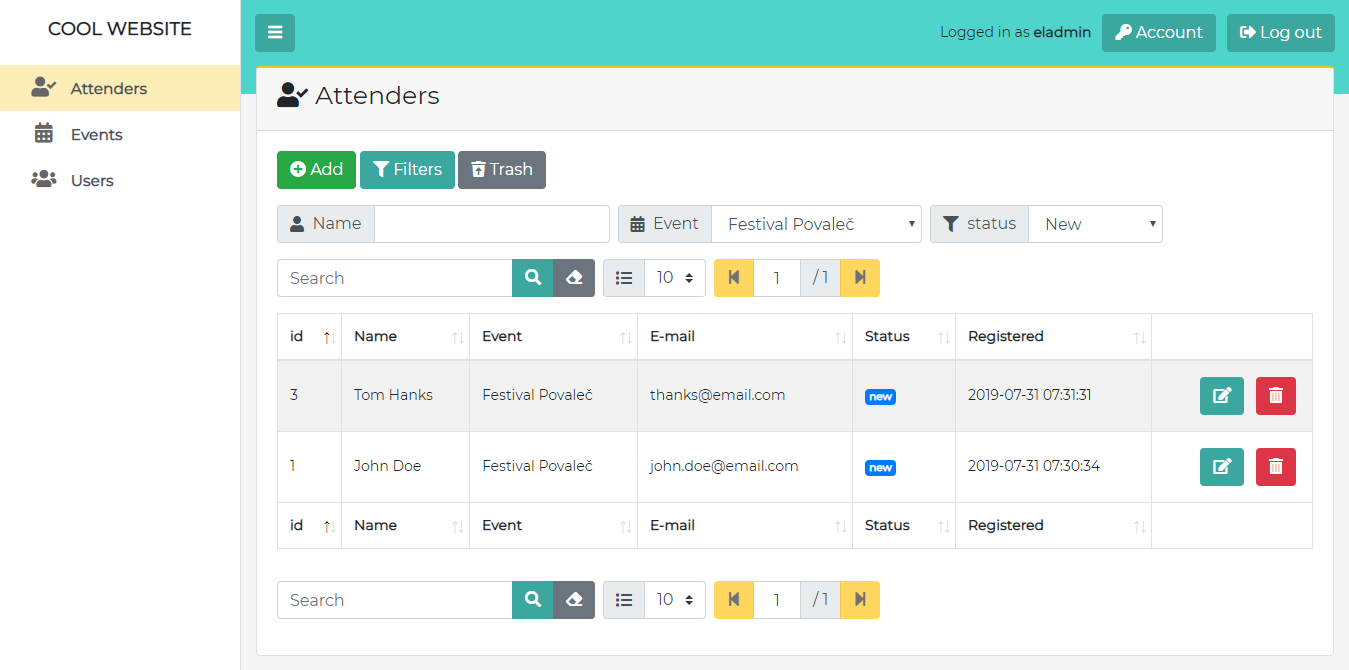 COOL WEBSITE
Logged in as eladmin Account Log out
Attenders
Events
Users
Attenders
Add Filters Trash
Name Event Festival Povaleč status New
Search 10 1 / 1
id Name Event E-mail Status Registered
3 Tom Hanks Festival Povaleč thanks@email.com new 2019-07-31 07:31:31
1 John Doe Festival Povaleč john.doe@email.com new 2019-07-31 07:30:34
id Name Event E-mail Status Registered
Search 10 1 / 1